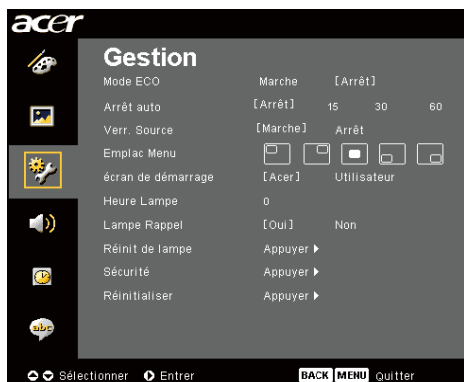 acer
Gestion
Mode ECO Marche [Arrêt]
Arrêt auto [Arrêt] 15 30 60
Verr. Source [Marche] Arrêt
Emplac Menu
écran de démarrage [Acer] Utilisateur
Heure Lampe 0
Lampe Rappel [Oui] Non
Réinit de lampe Appuyer
Sécurité Appuyer
Réinitialiser Appuyer
abc
Sélectionner Entrer BACK MENU Quitter